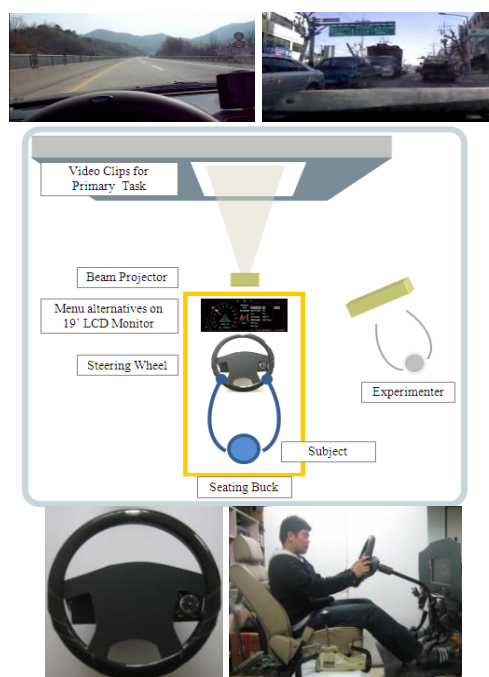 Video Clips for
Primary Task
Beam Projector
Menu alternatives on
19` LCD Monitor
Steering Wheel
Experimenter
Subject
Seating Buck